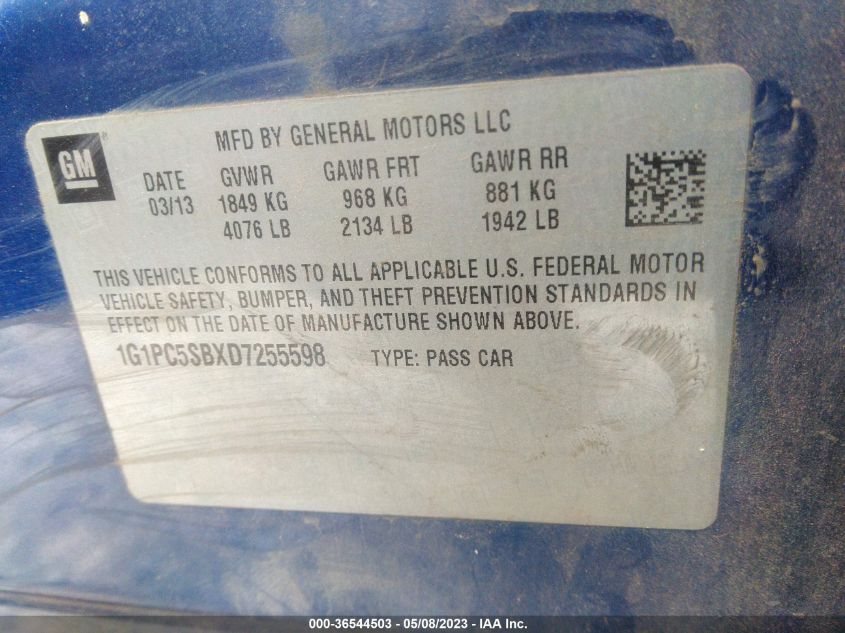 MFD BY GENERAL MOTORS LLC
GM
DATE GVWR GAWR FRT GAWR RR
03/13 1849 KG 968 KG 881 KG
4076 LB 2134 LB 1942 LB
THIS VEHICLE CONFORMS TO ALL APPLICABLE U.S. FEDERAL MOTOR
VEHICLE SAFETY, BUMPER, AND THEFT PREVENTION STANDARDS IN
EFFECT ON THE DATE OF MANUFACTURE SHOWN ABOVE.
1G1PC5SBXD7255598 TYPE: PASS CAR
000-36544503 - 05/08/2023 - IAA Inc.